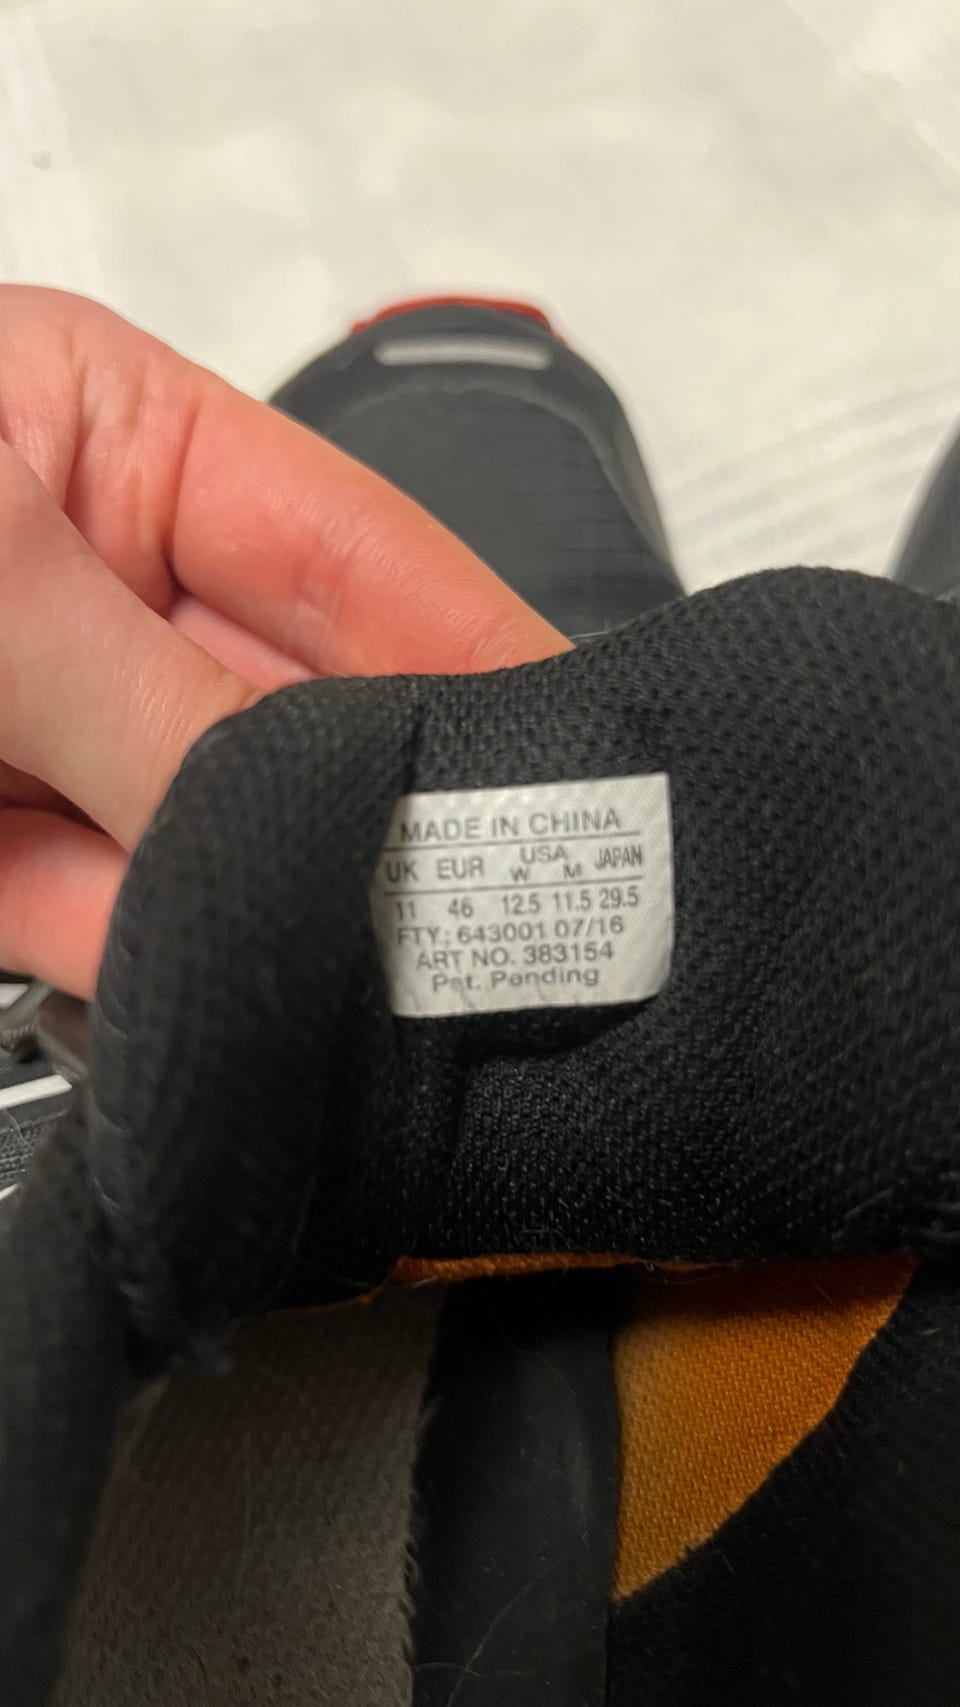 MADE IN CHINA
UK EUR USA JAPAN
W M
11 46 12.5 11.5 29.5
FTY.: 643001 07/16
ART NO. 383154
Pat. Pending